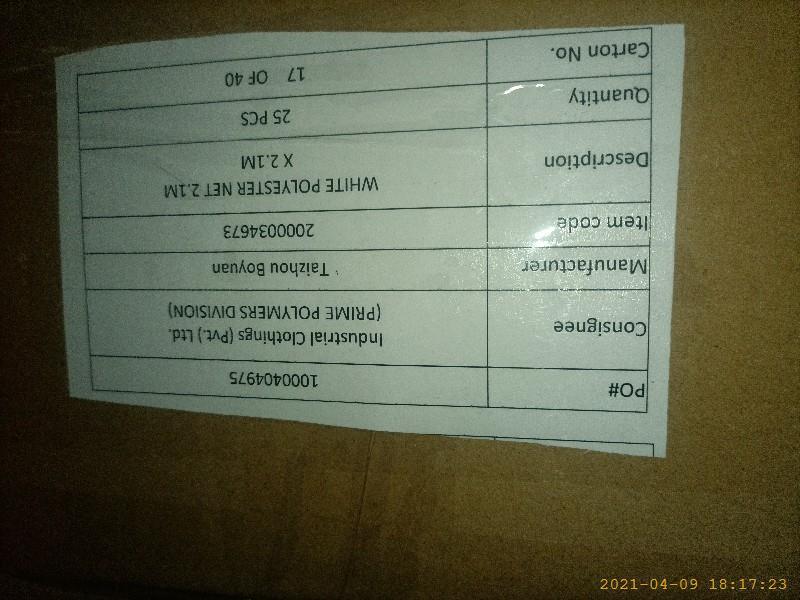 PO# 1000404975
Consignee Industrial Clothings (Pvt.) Ltd.
(PRIME POLYMERS DIVISION)
Manufacturer Taizhou Boyuan
Item code 2000034673
Description WHITE POLYESTER NET 2.1M
X 2.1M
Quantity 25 PCS
Carton No. 17 OF 40
2021-04-09 18:17:23